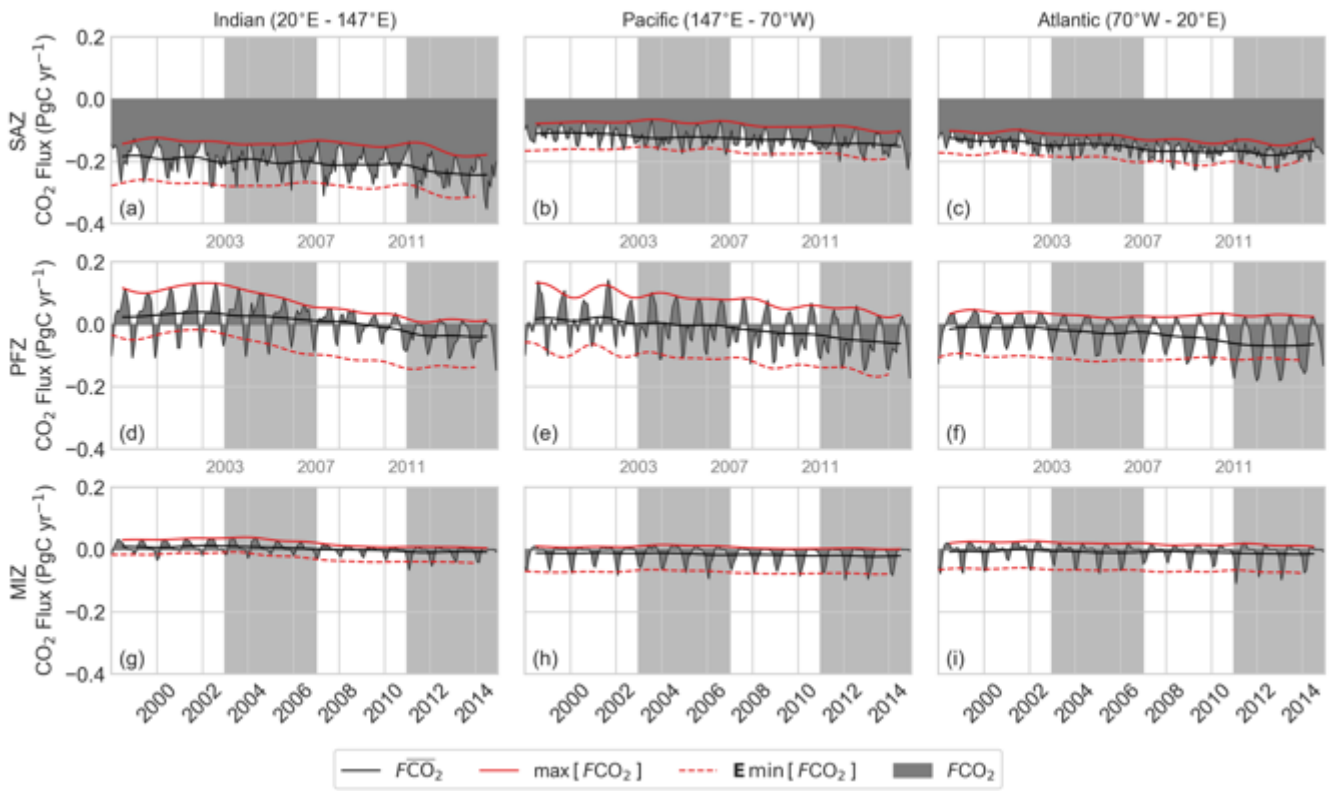 Indian (20°E - 147°E) Pacific (147°E - 70°W) Atlantic (70°W - 20°E)
SAZ
CO₂ Flux (PgC yr⁻¹)
0.2
0.0
−0.2
−0.4
(a) (b) (c)
2003 2007 2011 2003 2007 2011 2003 2007 2011
PFZ
CO₂ Flux (PgC yr⁻¹)
0.2
0.0
−0.2
−0.4
(d) (e) (f)
2003 2007 2011 2003 2007 2011 2003 2007 2011
MIZ
CO₂ Flux (PgC yr⁻¹)
0.2
0.0
−0.2
−0.4
(g) (h) (i)
2000 2002 2004 2006 2008 2010 2012 2014 2000 2002 2004 2006 2008 2010 2012 2014 2000 2002 2004 2006 2008 2010 2012 2014
F̅C̅O̅₂ max [FCO₂] E min [FCO₂] FCO₂